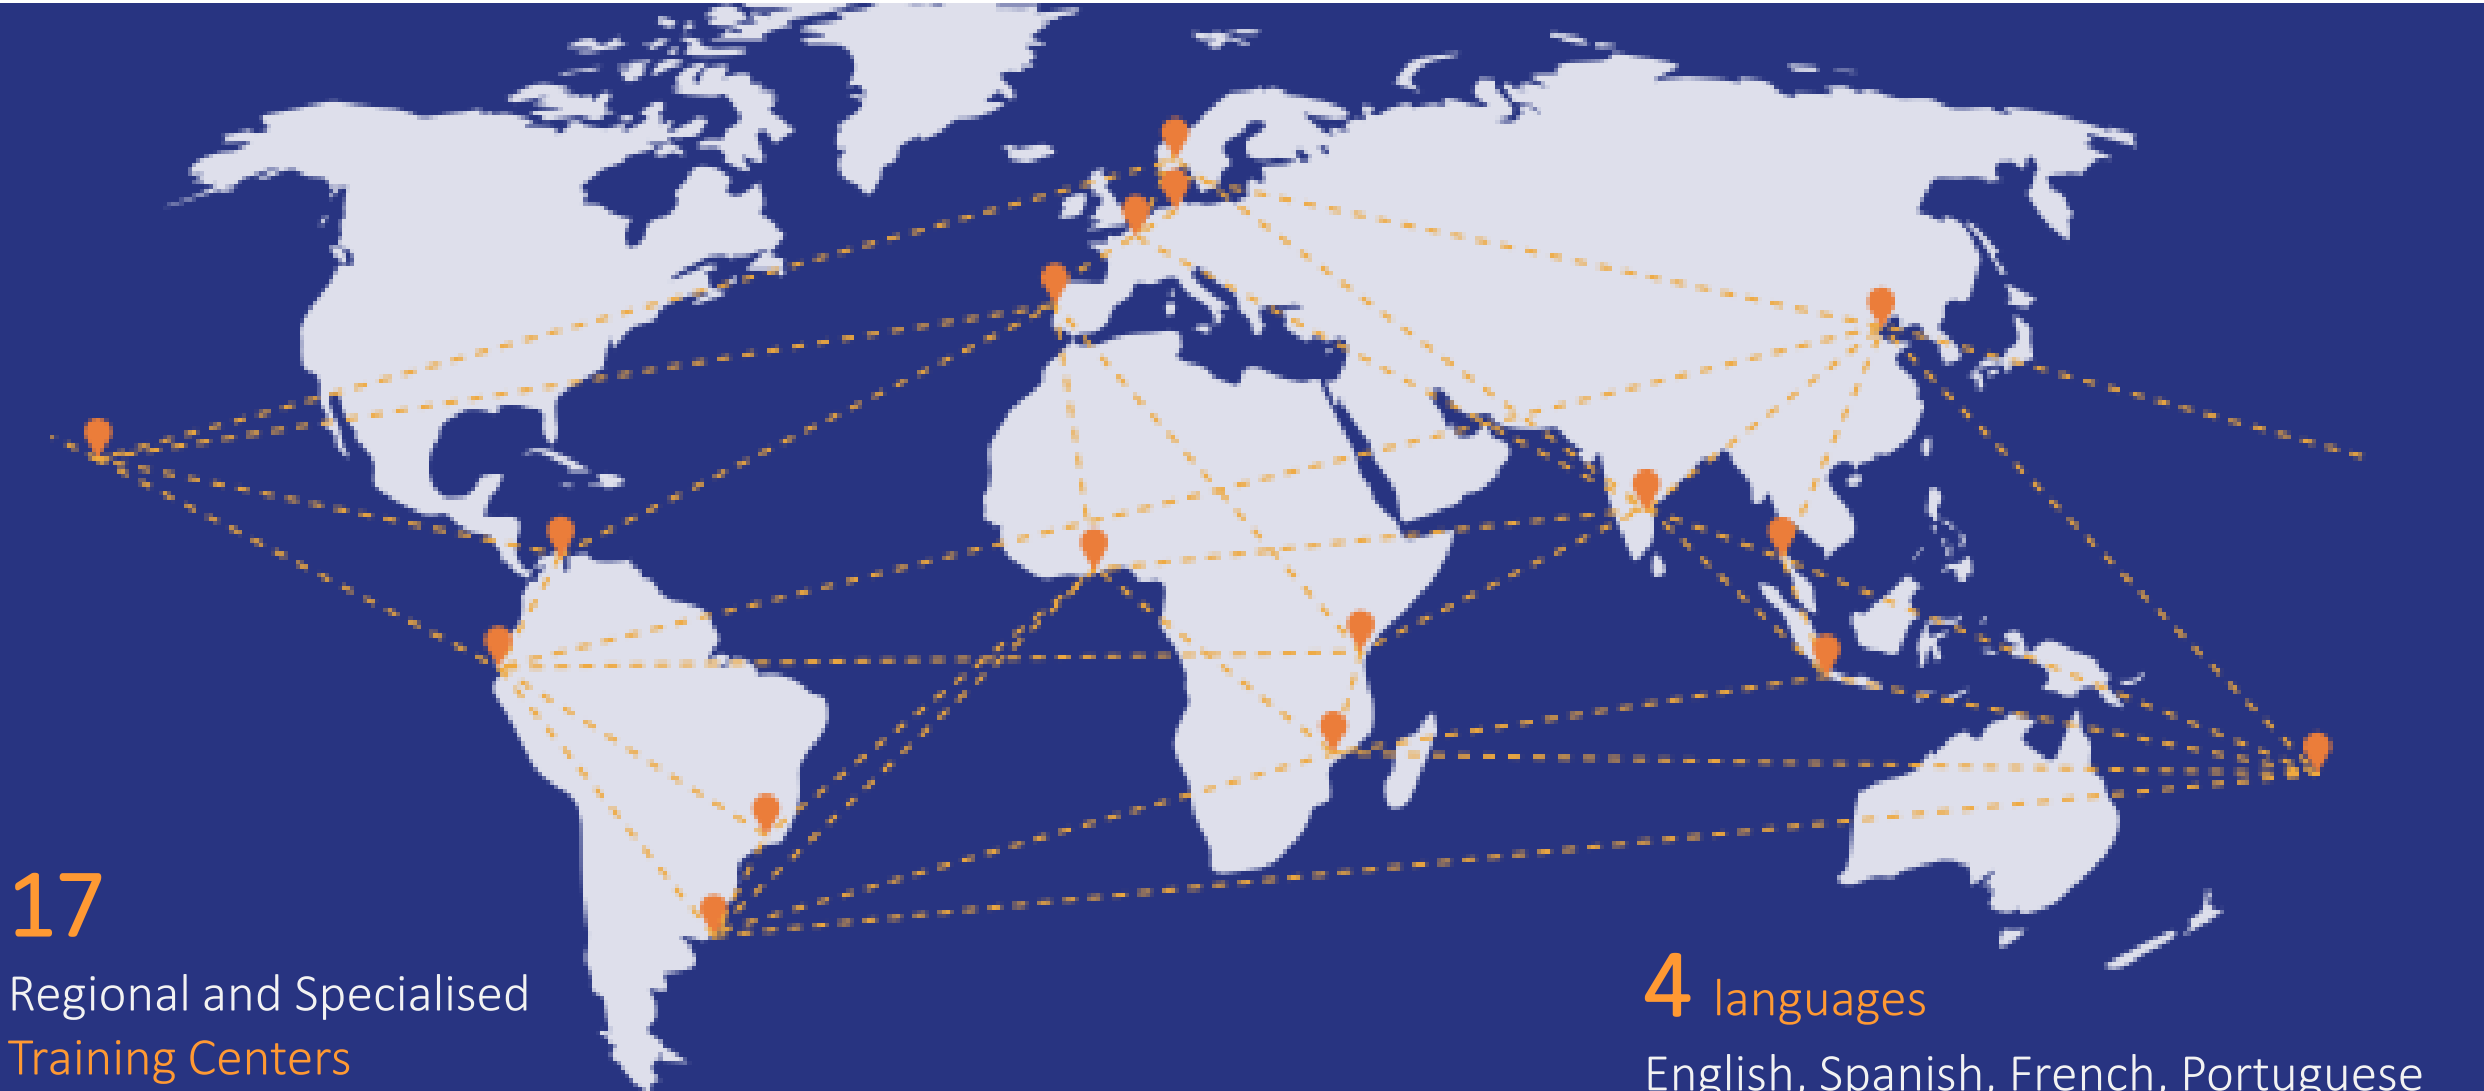 17
Regional and Specialised
Training Centers
4 languages
English, Spanish, French, Portuguese